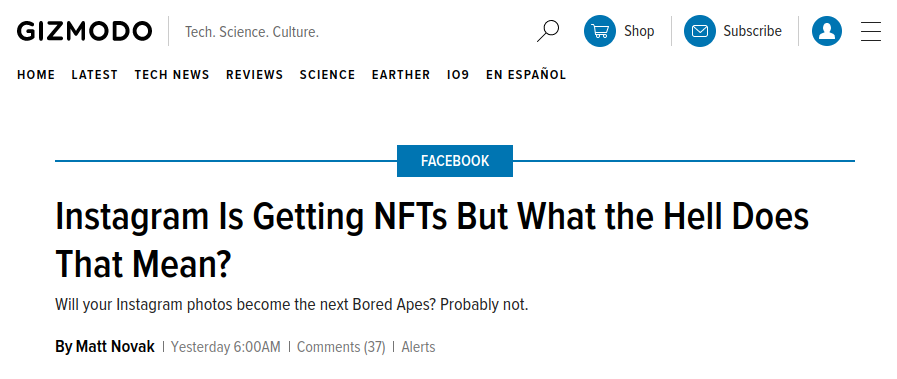 GIZMODO
Tech. Science. Culture.
Shop
Subscribe
HOME LATEST TECH NEWS REVIEWS SCIENCE EARTHER IO9 EN ESPAÑOL
FACEBOOK
Instagram Is Getting NFTs But What the Hell Does
That Mean?
Will your Instagram photos become the next Bored Apes? Probably not.
By Matt Novak | Yesterday 6:00AM | Comments (37) | Alerts